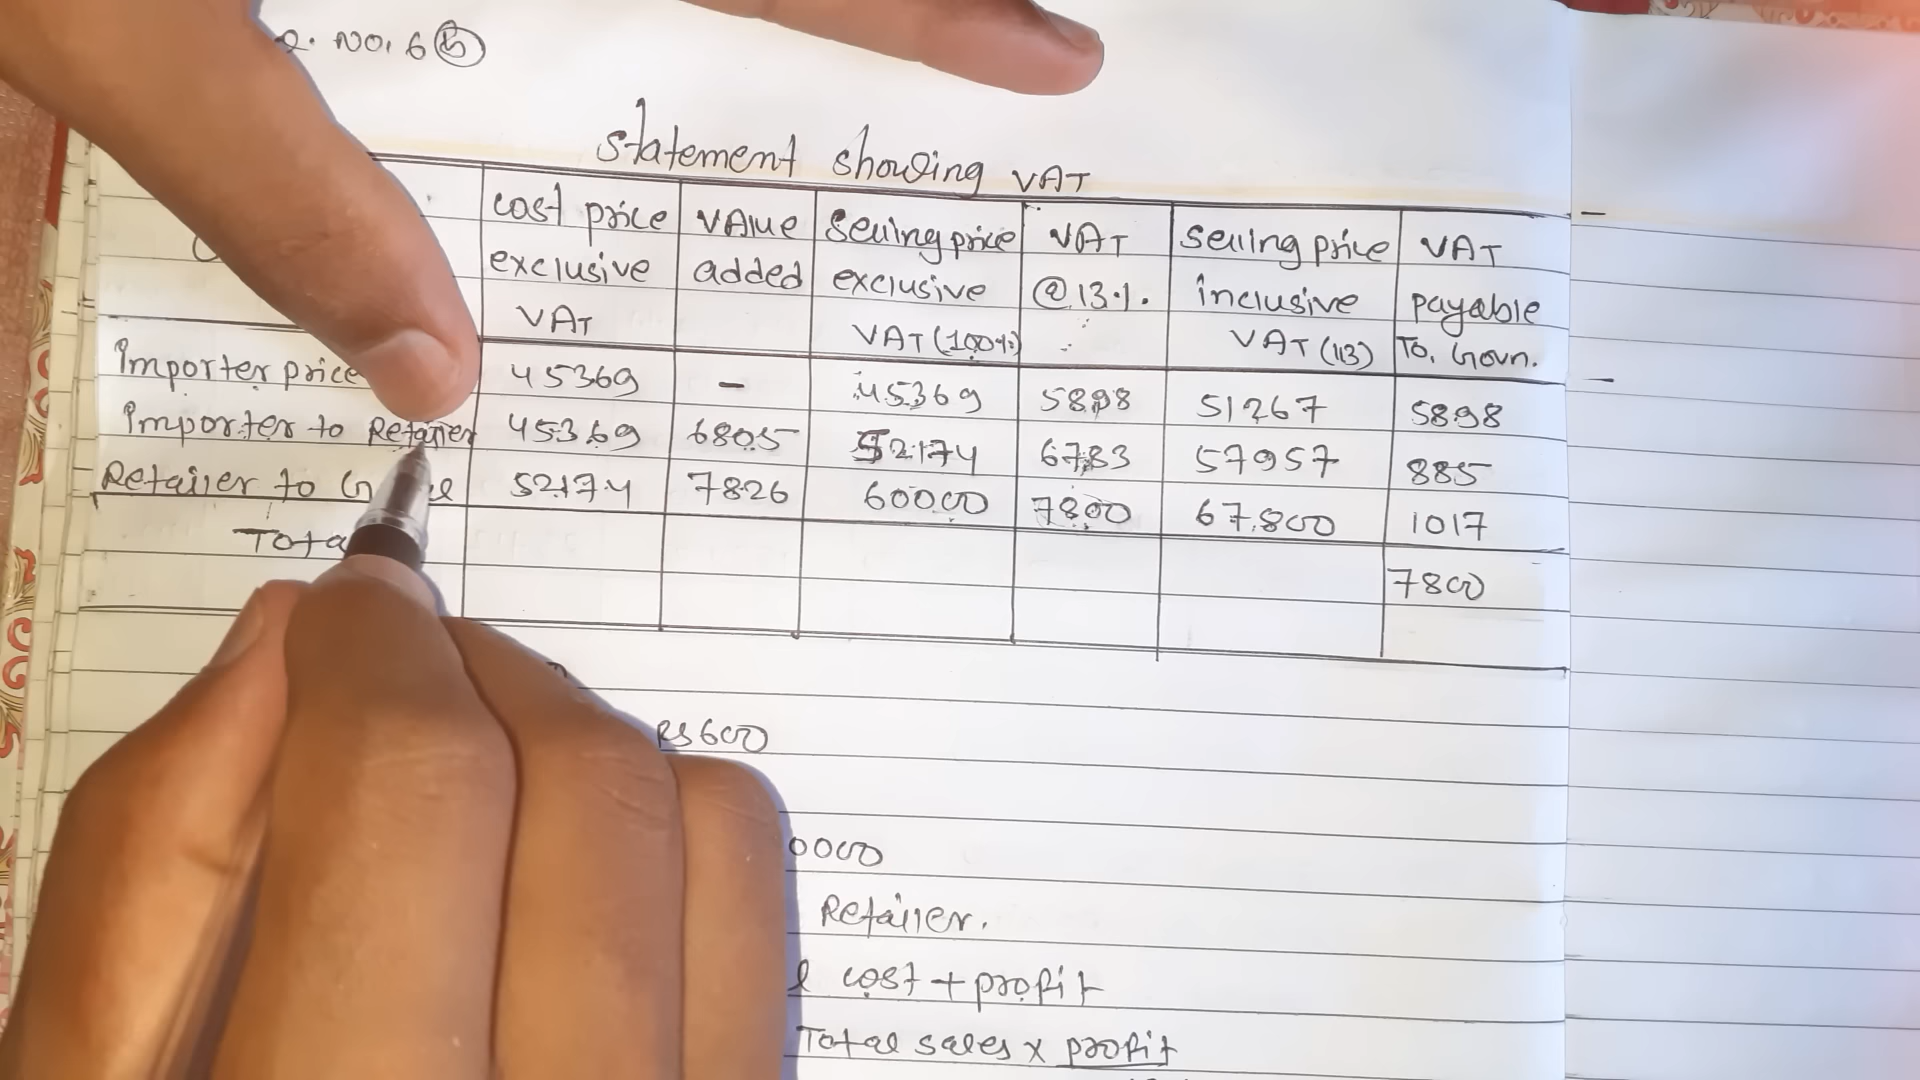 Q. NO. 6 (b)
Statement showing VAT
cost price exclusive VAT
VAlue added
Selling price exclusive VAT (100%)
VAT @ 13%.
Selling price inclusive VAT (113)
VAT payable To, Govn.
Importer price 45369 - 45369 5898 51267 5898
Importer to Retailer 45369 6805 52174 6783 57957 885
Retailer to 52174 7826 60000 7800 67,800 1017
7800
RS 600
0000
Retailer.
cost + profit
Total sales x profit